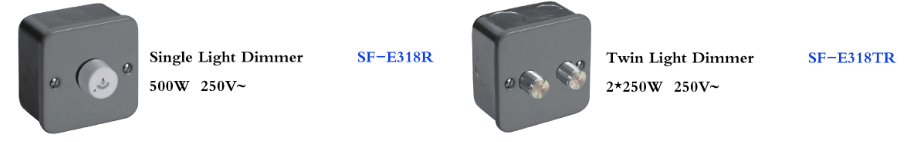 Single Light Dimmer SF-E318R
500W 250V~
Twin Light Dimmer SF-E318TR
2*250W 250V~